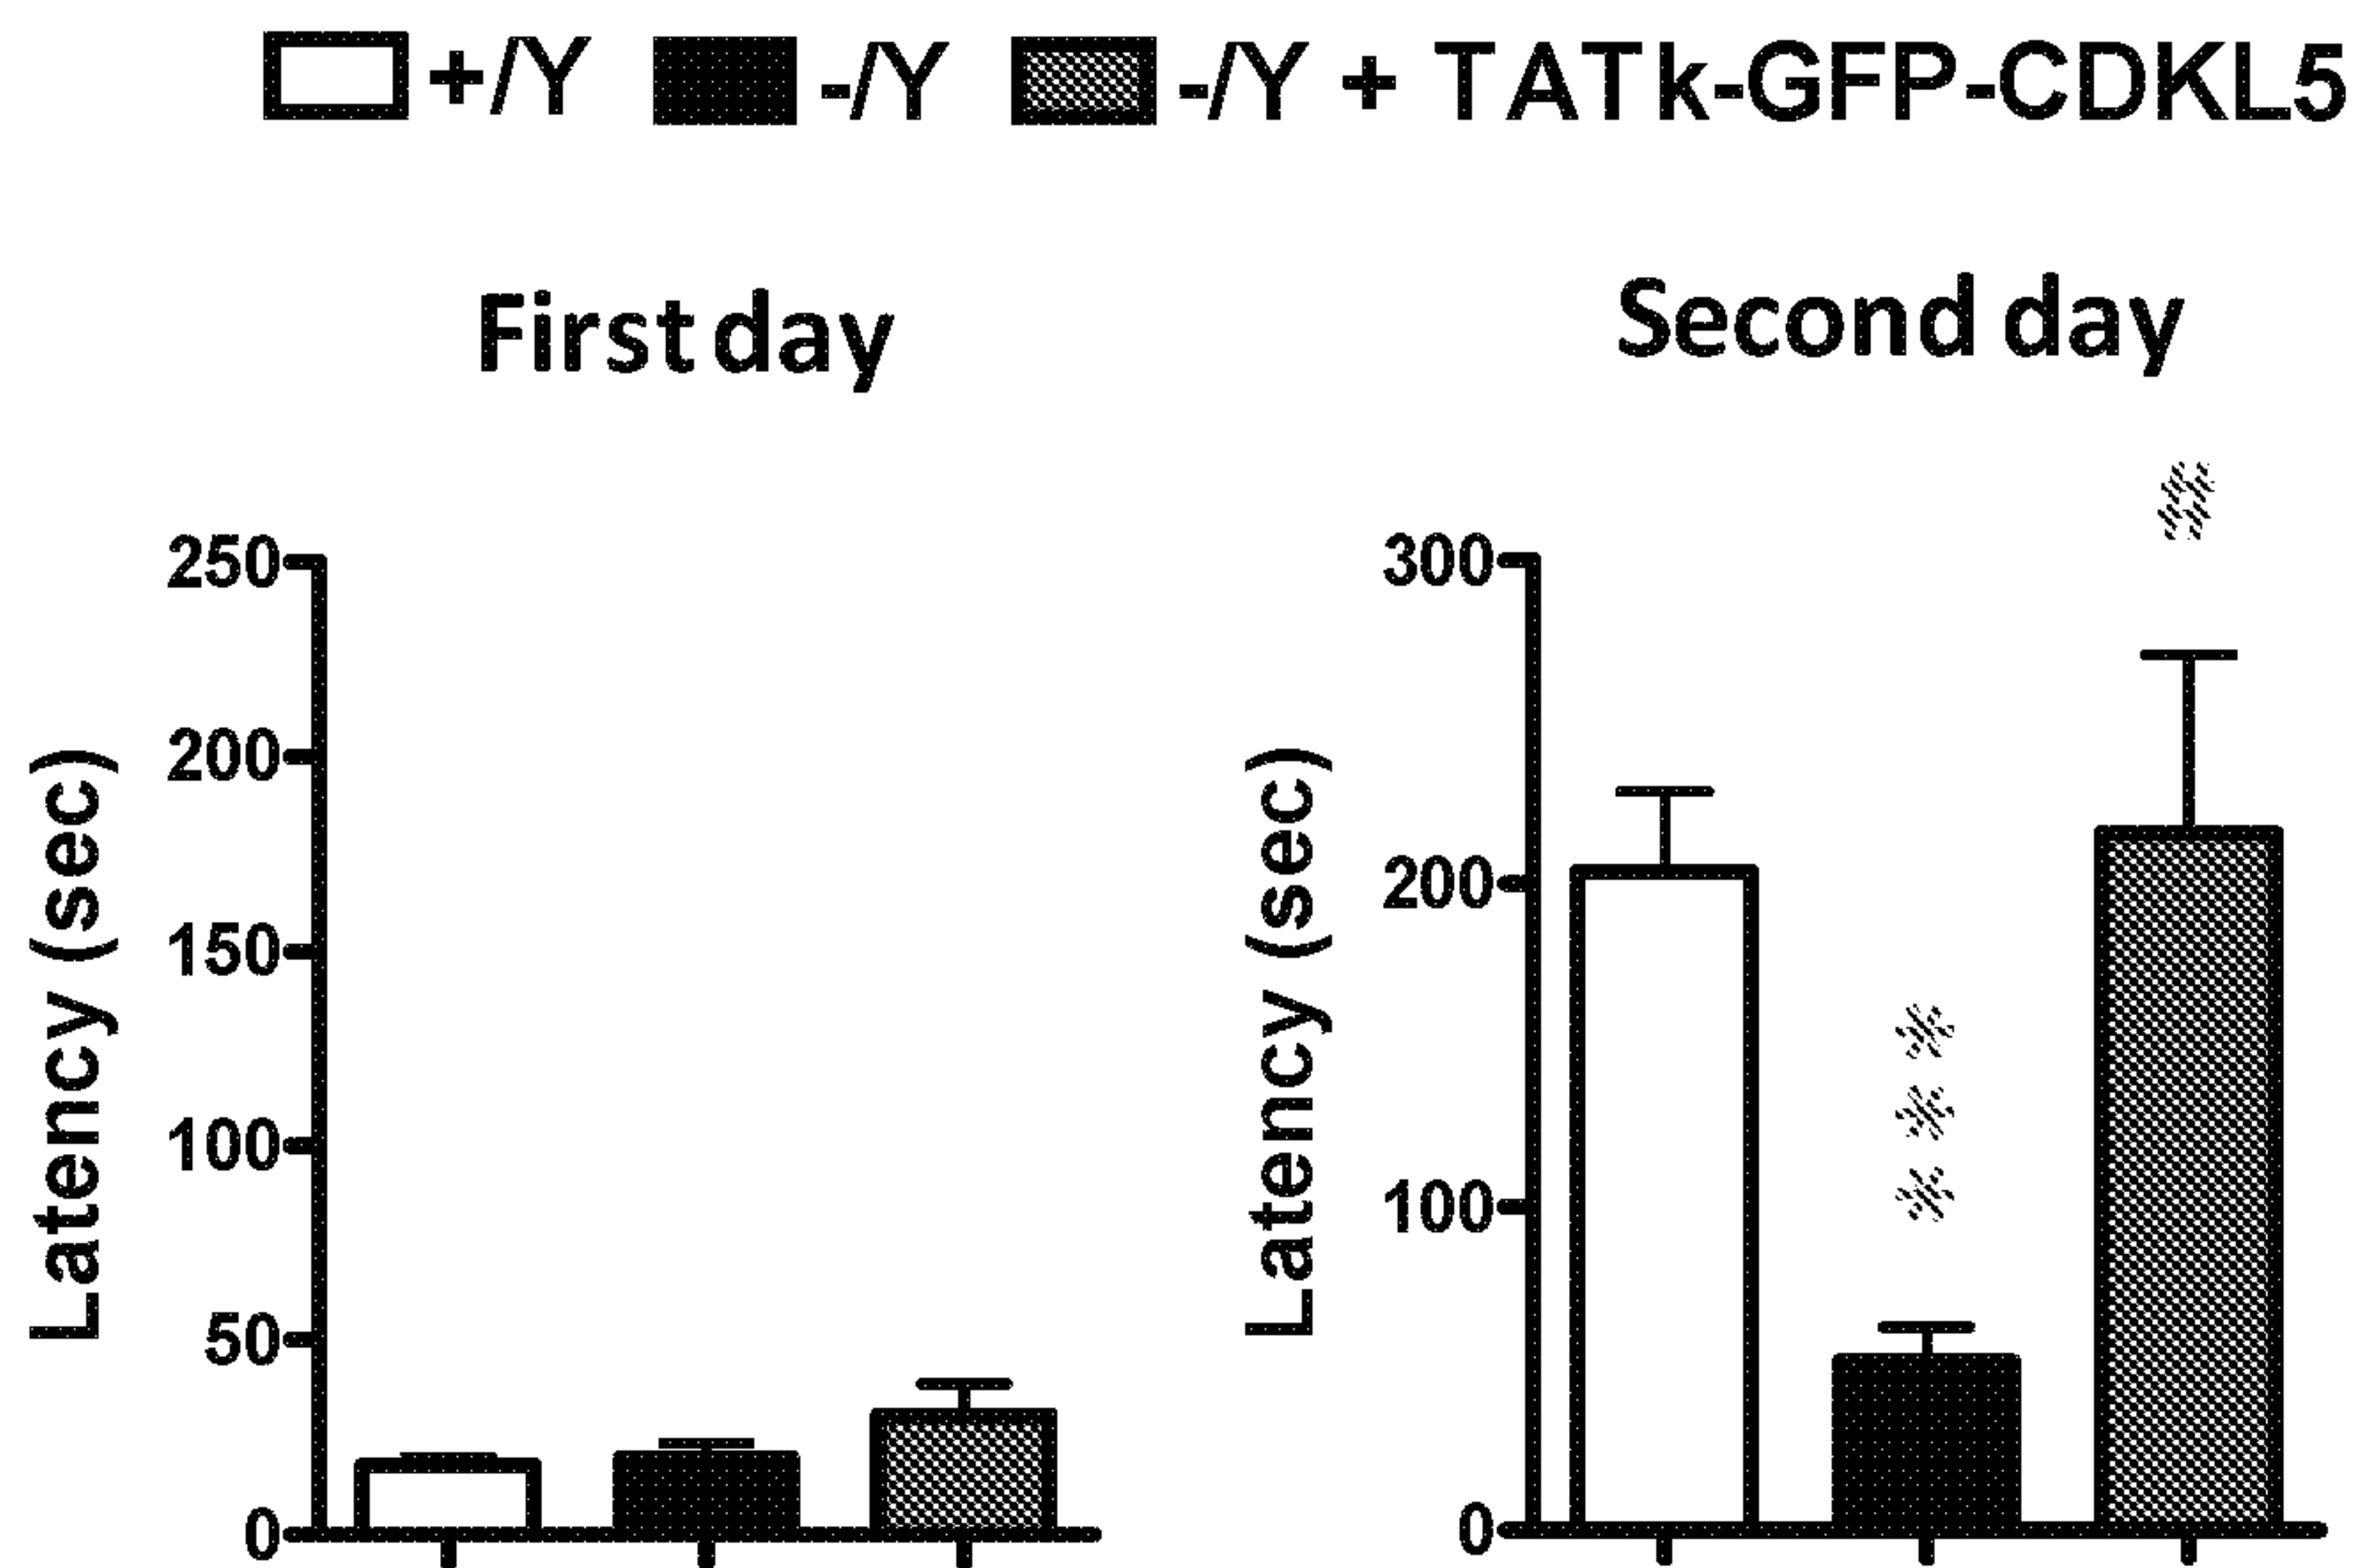 +/Y -/Y -/Y + TATk-GFP-CDKL5
First day
Second day
Latency (sec)
250
200
150
100
50
0
Latency (sec)
300
200
100
0
#
*
*
*